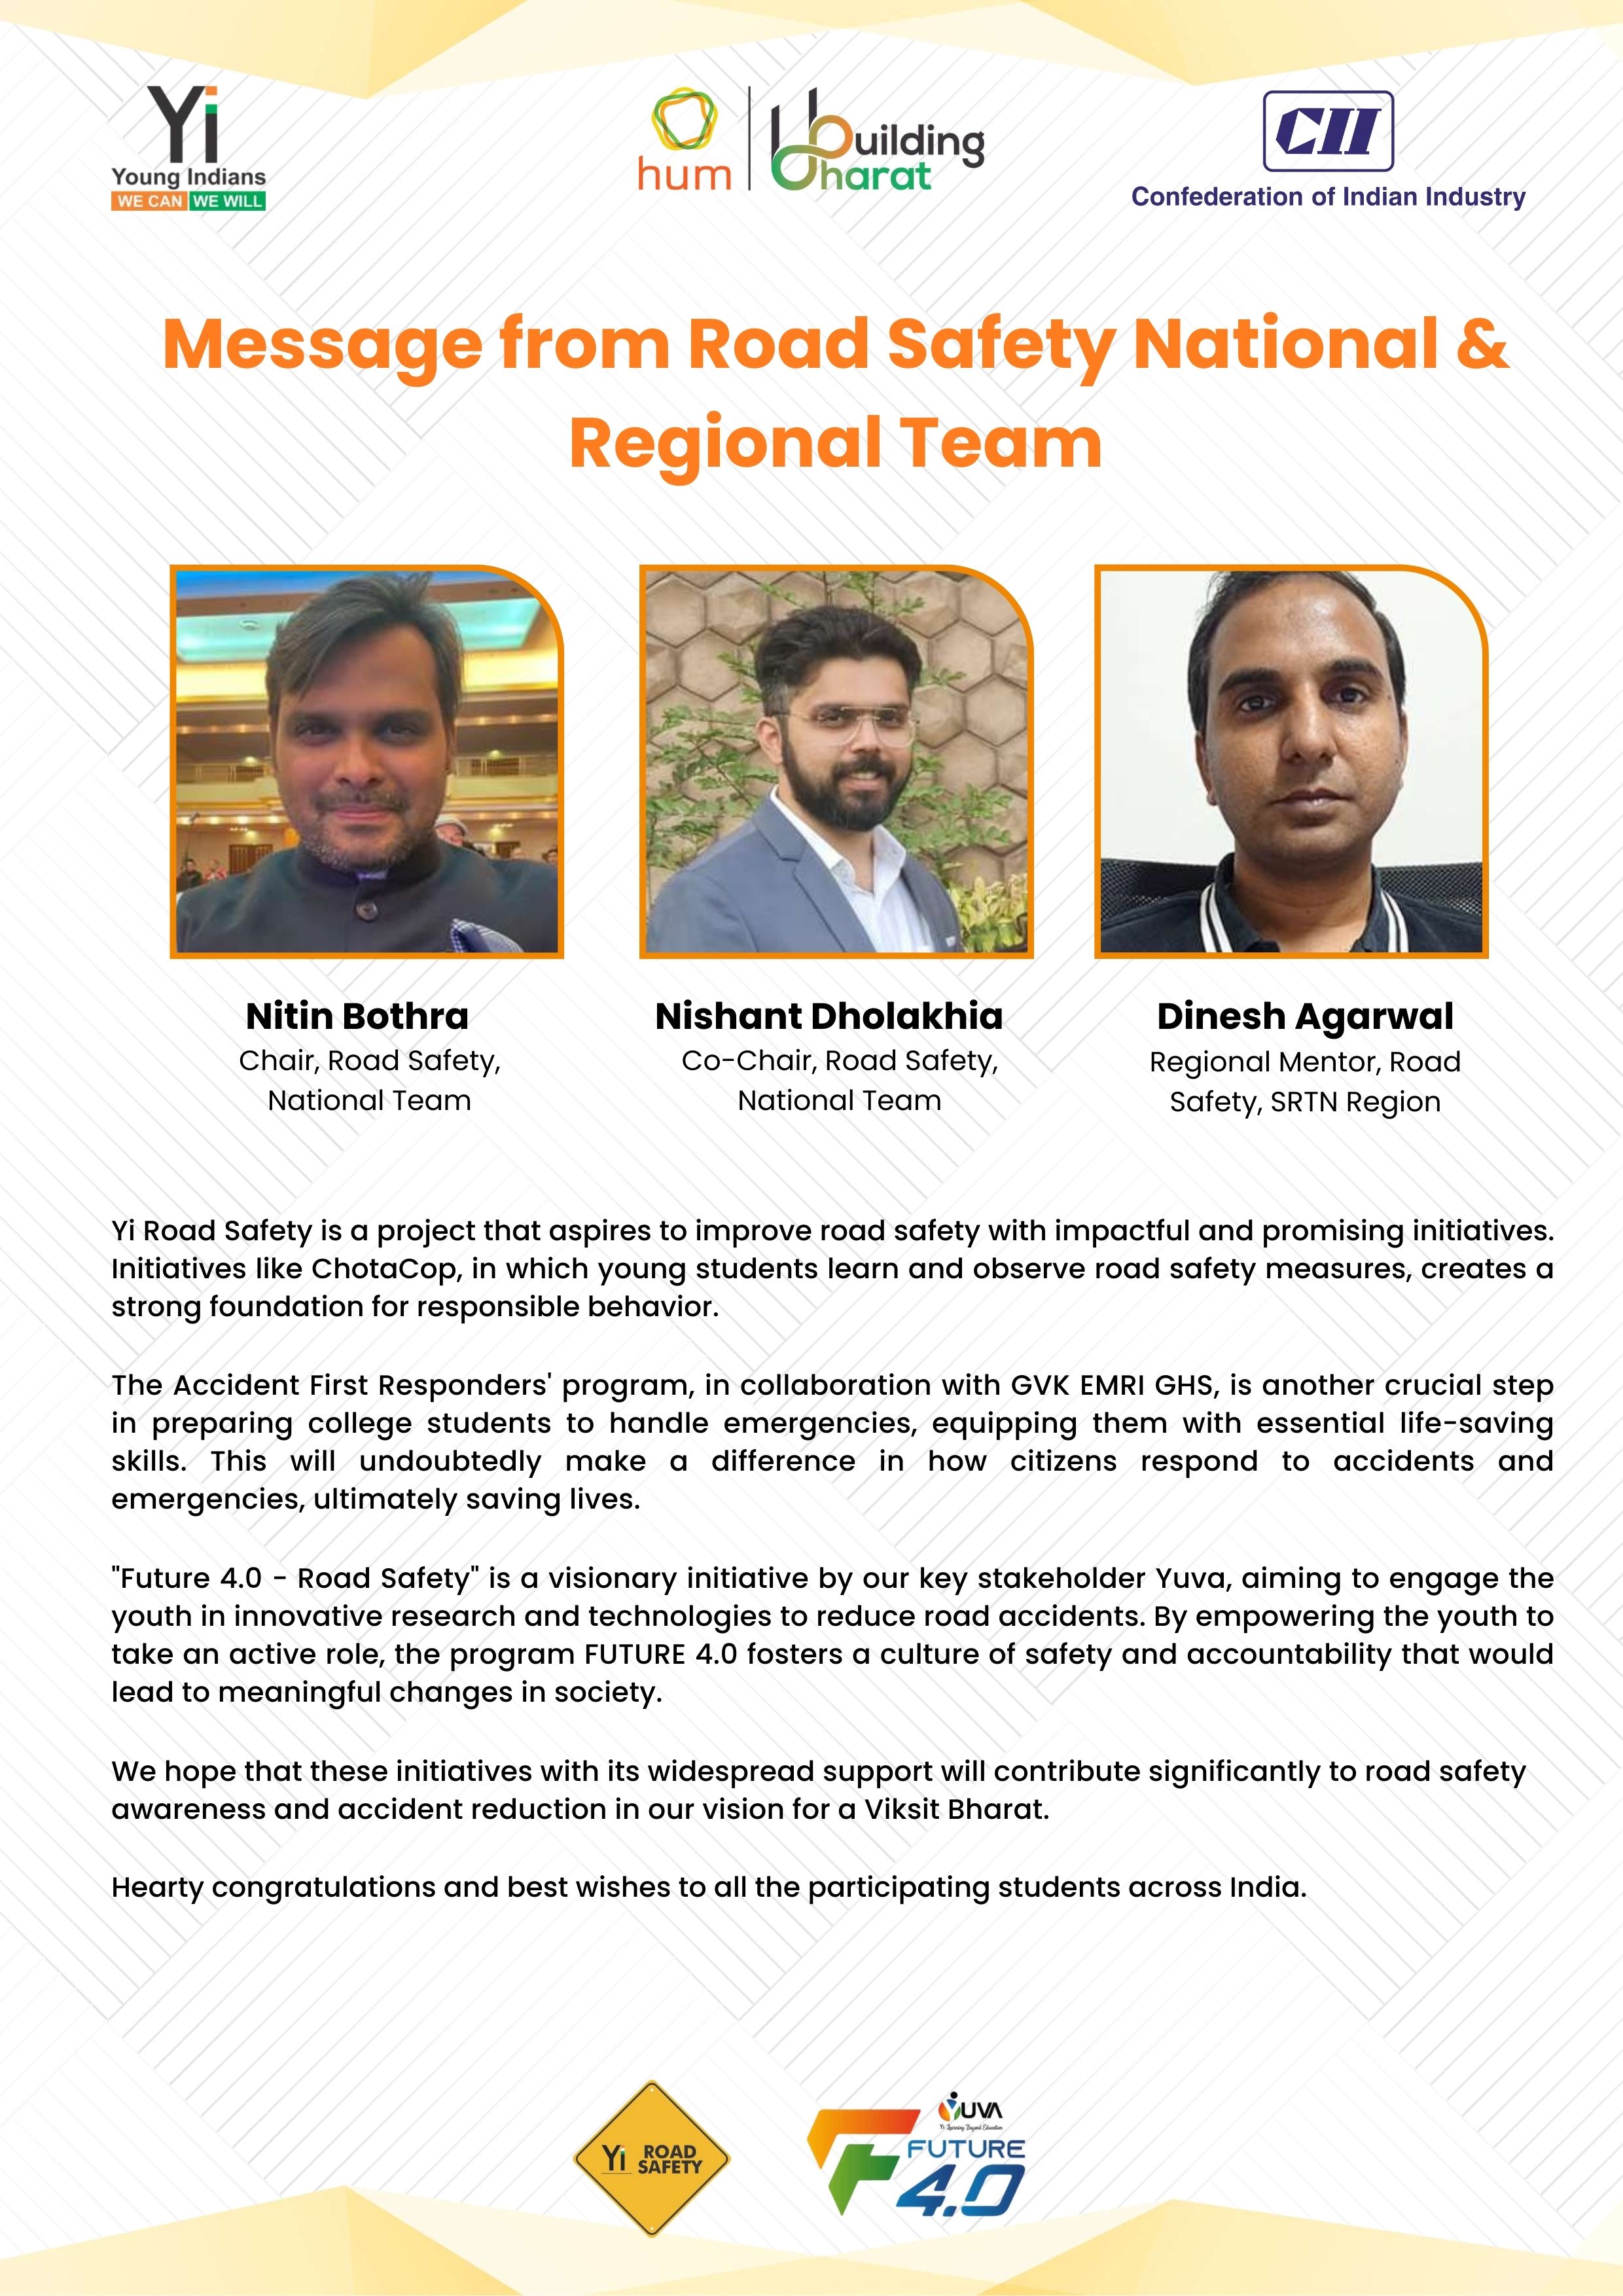 Yi
Young Indians
WE CAN WE WILL
hum
Building
Bharat
CII
Confederation of Indian Industry
Message from Road Safety National &
Regional Team
Nitin Bothra
Chair, Road Safety,
National Team
Nishant Dholakhia
Co-Chair, Road Safety,
National Team
Dinesh Agarwal
Regional Mentor, Road
Safety, SRTN Region
Yi Road Safety is a project that aspires to improve road safety with impactful and promising initiatives.
Initiatives like ChotaCop, in which young students learn and observe road safety measures, creates a
strong foundation for responsible behavior.
The Accident First Responders' program, in collaboration with GVK EMRI GHS, is another crucial step
in preparing college students to handle emergencies, equipping them with essential life-saving
skills. This will undoubtedly make a difference in how citizens respond to accidents and
emergencies, ultimately saving lives.
"Future 4.0 - Road Safety" is a visionary initiative by our key stakeholder Yuva, aiming to engage the
youth in innovative research and technologies to reduce road accidents. By empowering the youth to
take an active role, the program FUTURE 4.0 fosters a culture of safety and accountability that would
lead to meaningful changes in society.
We hope that these initiatives with its widespread support will contribute significantly to road safety
awareness and accident reduction in our vision for a Viksit Bharat.
Hearty congratulations and best wishes to all the participating students across India.
Yi ROAD
SAFETY
YUVA
Yi Learning Beyond Education
FUTURE
4.0